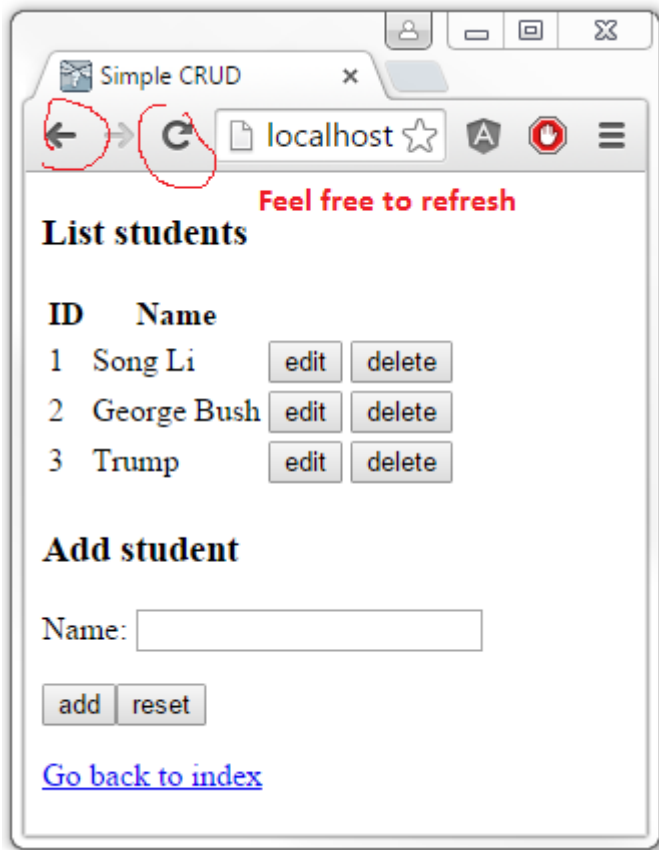 Simple CRUD
localhost
Feel free to refresh
List students
ID Name
1 Song Li edit delete
2 George Bush edit delete
3 Trump edit delete
Add student
Name:
add reset
Go back to index